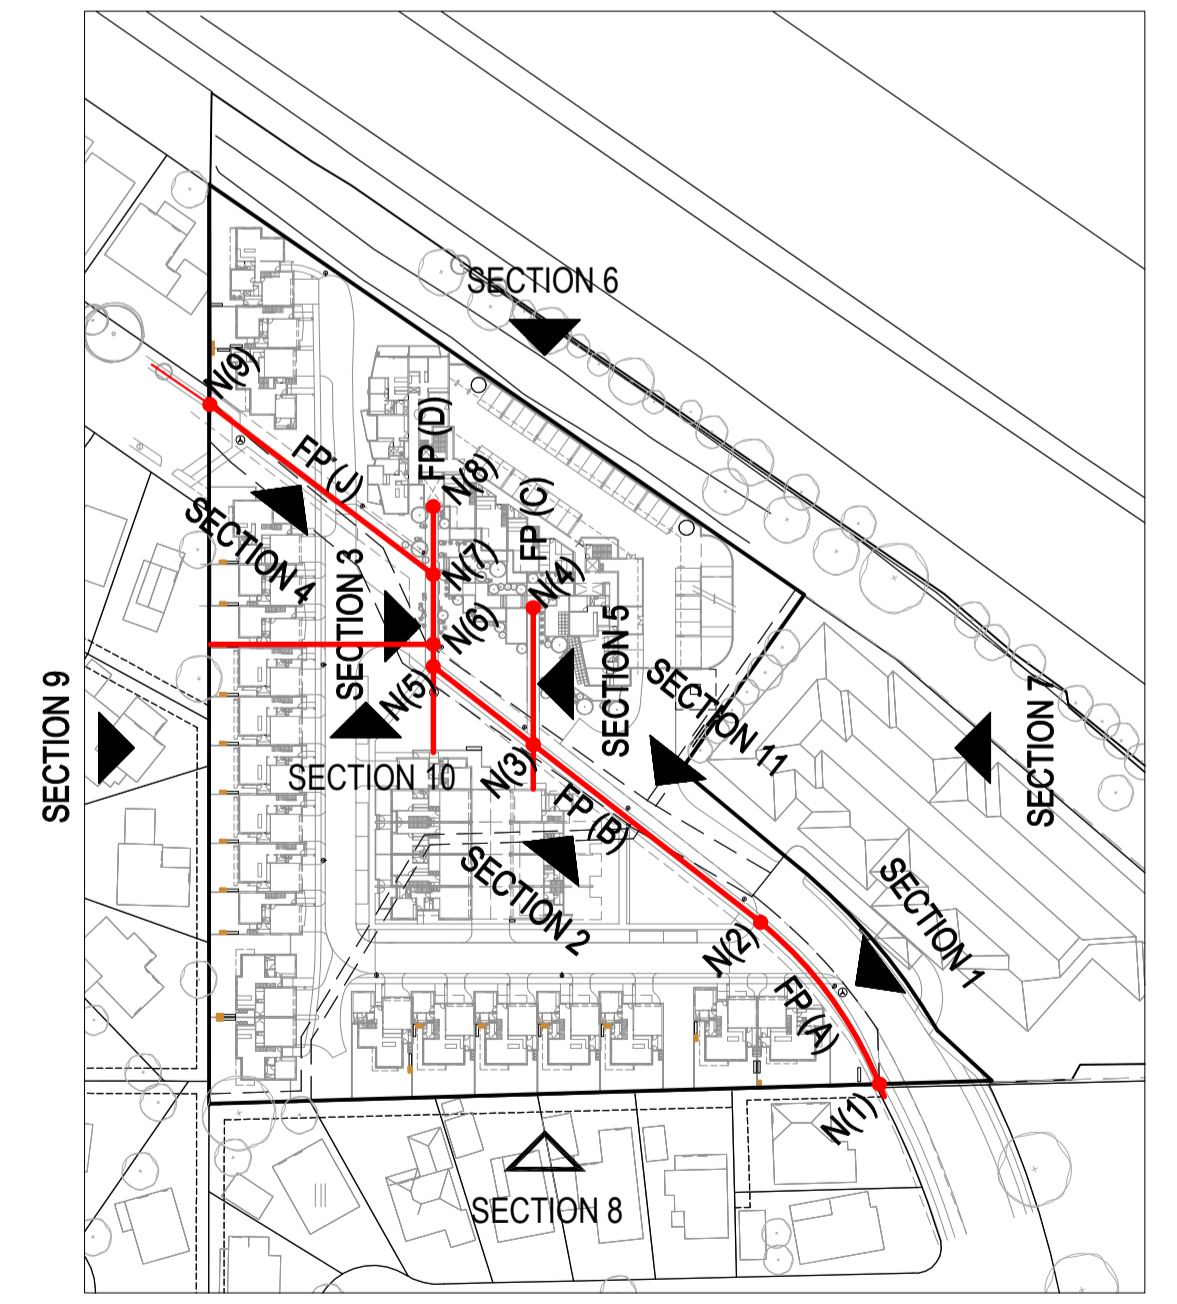 SECTION 6
N(9)
FP (J)
FP (D)
N(8)
FP (C)
SECTION 4
SECTION 3
N(7)
N(4)
N(6)
SECTION 5
N(5)
SECTION 11
SECTION 9
SECTION 7
SECTION 10
N(3)
FP (B)
SECTION 2
SECTION 1
N(2)
FP (A)
N(1)
SECTION 8